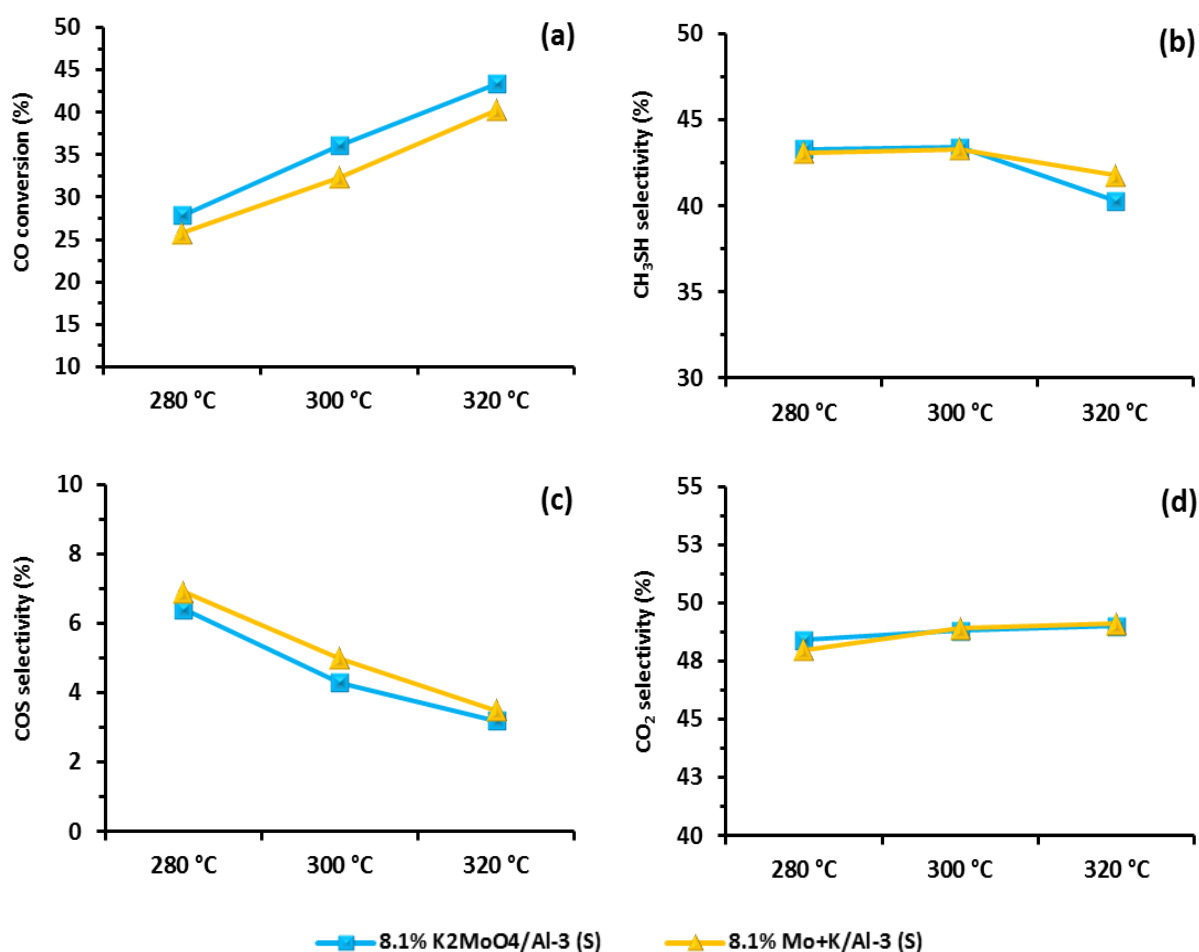 (a)
CO conversion (%)
50
45
40
35
30
25
20
15
10
280 °C 300 °C 320 °C
(b)
CH₃SH selectivity (%)
50
45
40
35
30
280 °C 300 °C 320 °C
(c)
COS selectivity (%)
10
8
6
4
2
0
280 °C 300 °C 320 °C
(d)
CO₂ selectivity (%)
55
53
50
48
45
43
40
280 °C 300 °C 320 °C
8.1% K2MoO4/Al-3 (S) 8.1% Mo+K/Al-3 (S)